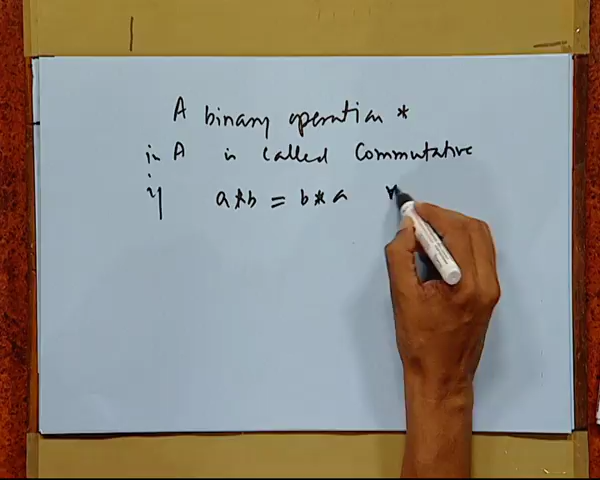 A binary operation *
in A is called Commutative
if a * b = b * a